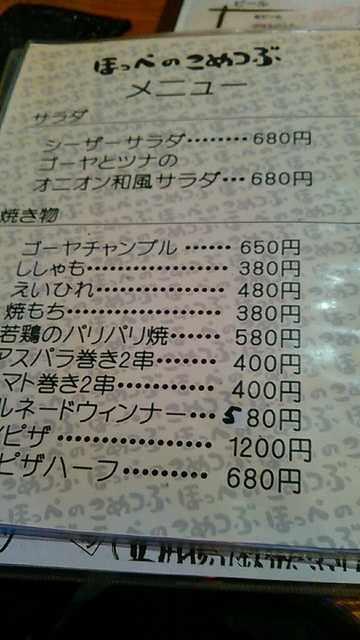 ビール
ほっぺのこめつぶ
メニュー
サラダ
シーザーサラダ········680円
ゴーヤとツナの
オニオン和風サラダ···680円
焼き物
ゴーヤチャンプル ······ 650円
ししゃも·················380円
えいひれ················480円
焼もち··················380円
若鶏のパリパリ焼·······580円
アスパラ巻き2串·········400円
マト巻き2串············400円
ルネードウィンナー···580円
ピザ ················1200円
ピザハーフ·········680円